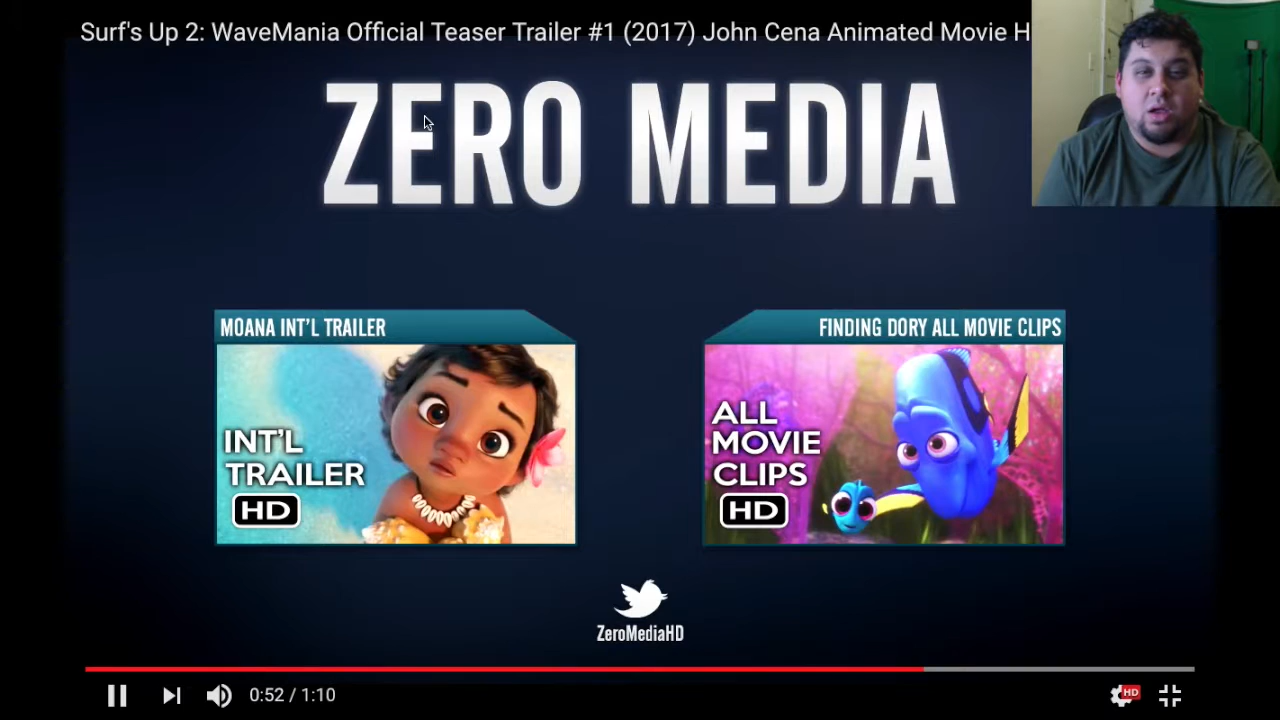 Surf's Up 2: WaveMania Official Teaser Trailer #1 (2017) John Cena Animated Movie H
ZERO MEDIA
MOANA INT'L TRAILER
FINDING DORY ALL MOVIE CLIPS
INT'L
TRAILER
HD
ALL
MOVIE
CLIPS
HD
ZeroMediaHD
0:52 / 1:10
HD